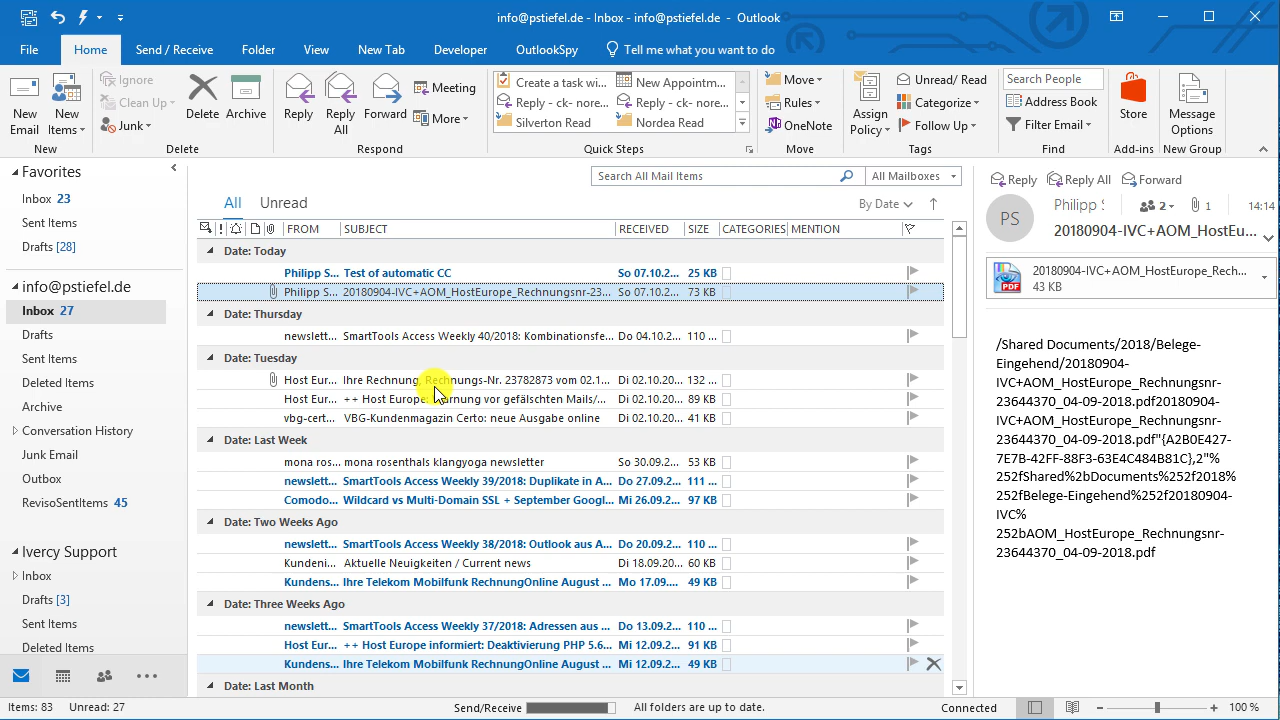 info@pstiefel.de - Inbox - info@pstiefel.de - Outlook
File Home Send / Receive Folder View New Tab Developer OutlookSpy Tell me what you want to do
New Email
New Items
Ignore
Clean Up
Junk
Delete
Archive
Reply
Reply All
Forward
Meeting
More
Create a task wi...
Reply - ck- nore...
Silverton Read
New Appointm...
Reply - ck- nore...
Nordea Read
Move
Rules
OneNote
Assign Policy
Unread/ Read
Categorize
Follow Up
Search People
Address Book
Filter Email
Store
Message Options
New Delete Respond Quick Steps Move Tags Find Add-ins New Group
Favorites
Inbox 23
Sent Items
Drafts [28]
info@pstiefel.de
Inbox 27
Drafts
Sent Items
Deleted Items
Archive
Conversation History
Junk Email
Outbox
RevisoSentItems 45
Ivercy Support
Inbox
Drafts [3]
Sent Items
Deleted Items
Search All Mail Items All Mailboxes
All Unread By Date
! FROM SUBJECT RECEIVED SIZE CATEGORIES MENTION
Date: Today
Philipp S... Test of automatic CC So 07.10.2... 25 KB
Philipp S... 20180904-IVC+AOM_HostEurope_Rechnungsnr-23... So 07.10.2... 73 KB
Date: Thursday
newslett... SmartTools Access Weekly 40/2018: Kombinationsfe... Do 04.10.2... 110 ...
Date: Tuesday
Host Eur... Ihre Rechnung, Rechnungs-Nr. 23782873 vom 02.1... Di 02.10.20... 132 ...
Host Eur... ++ Host Europe: Warnung vor gefälschten Mails/... Di 02.10.20... 89 KB
vbg-cert... VBG-Kundenmagazin Certo: neue Ausgabe online Di 02.10.20... 41 KB
Date: Last Week
mona ros... mona rosenthals klangyoga newsletter So 30.09.2... 53 KB
newslett... SmartTools Access Weekly 39/2018: Duplikate in A... Do 27.09.2... 111 ...
Comodo... Wildcard vs Multi-Domain SSL + September Googl... Mi 26.09.2... 97 KB
Date: Two Weeks Ago
newslett... SmartTools Access Weekly 38/2018: Outlook aus A... Do 20.09.2... 110 ...
Kundeni... Aktuelle Neuigkeiten / Current news Di 18.09.20... 60 KB
Kundens... Ihre Telekom Mobilfunk RechnungOnline August ... Mo 17.09.... 49 KB
Date: Three Weeks Ago
newslett... SmartTools Access Weekly 37/2018: Adressen aus ... Do 13.09.2... 110 ...
Host Eur... ++ Host Europe informiert: Deaktivierung PHP 5.6... Mi 12.09.2... 91 KB
Kundens... Ihre Telekom Mobilfunk RechnungOnline August ... Mi 12.09.2... 49 KB
Date: Last Month
Reply Reply All Forward
PS
Philipp S 2 1 14:14
20180904-IVC+AOM_HostEu...
20180904-IVC+AOM_HostEurope_Rech...
43 KB
PDF
/Shared Documents/2018/Belege-
Eingehend/20180904-
IVC+AOM_HostEurope_Rechnungsnr-
23644370_04-09-2018.pdf20180904-
IVC+AOM_HostEurope_Rechnungsnr-
23644370_04-09-2018.pdf"{A2B0E427-
7E7B-42FF-88F3-63E4C484B81C},2"%
252fShared%2bDocuments%252f2018%
252fBelege-Eingehend%252f20180904-
IVC%
252bAOM_HostEurope_Rechnungsnr-
23644370_04-09-2018.pdf
Items: 83 Unread: 27 Send/Receive All folders are up to date. Connected 100 %